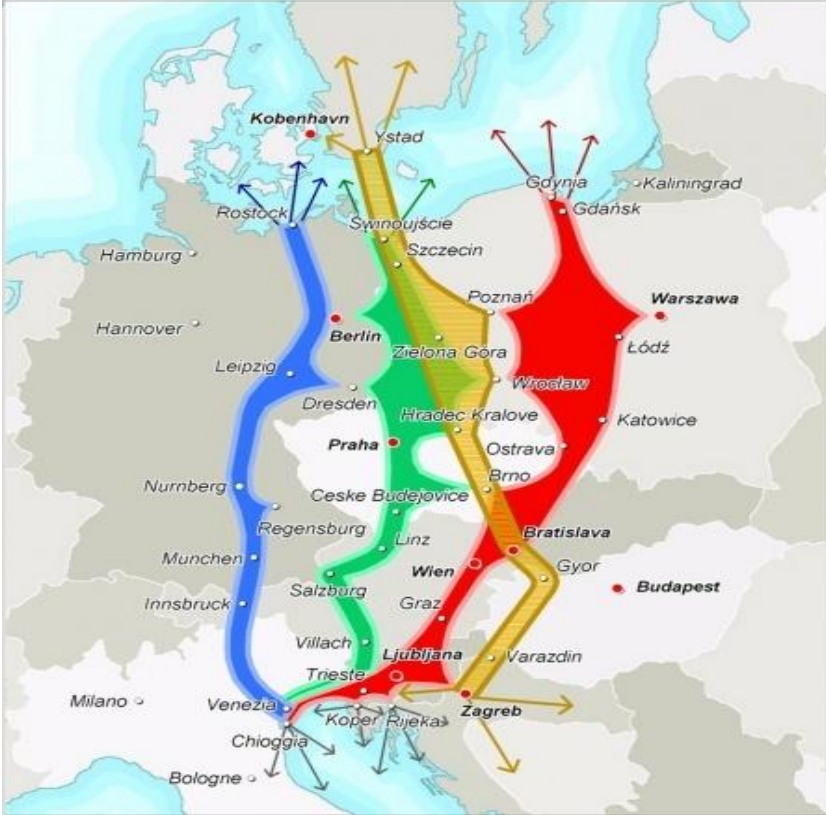 Kobenhavn
Ystad
Gdynia
Kaliningrad
Rostock
Gdańsk
Świnoujście
Szczecin
Hamburg
Poznań
Warszawa
Hannover
Berlin
Łódź
Zielona Góra
Leipzig
Wrocław
Dresden
Hradec Kralove
Katowice
Praha
Ostrava
Brno
Nurnberg
Ceske Budejovice
Regensburg
Bratislava
Linz
Munchen
Wien
Gyor
Salzburg
Budapest
Innsbruck
Graz
Villach
Ljubljana
Varazdin
Trieste
Milano
Venezia
Zagreb
Koper
Rijeka
Chioggia
Bologne